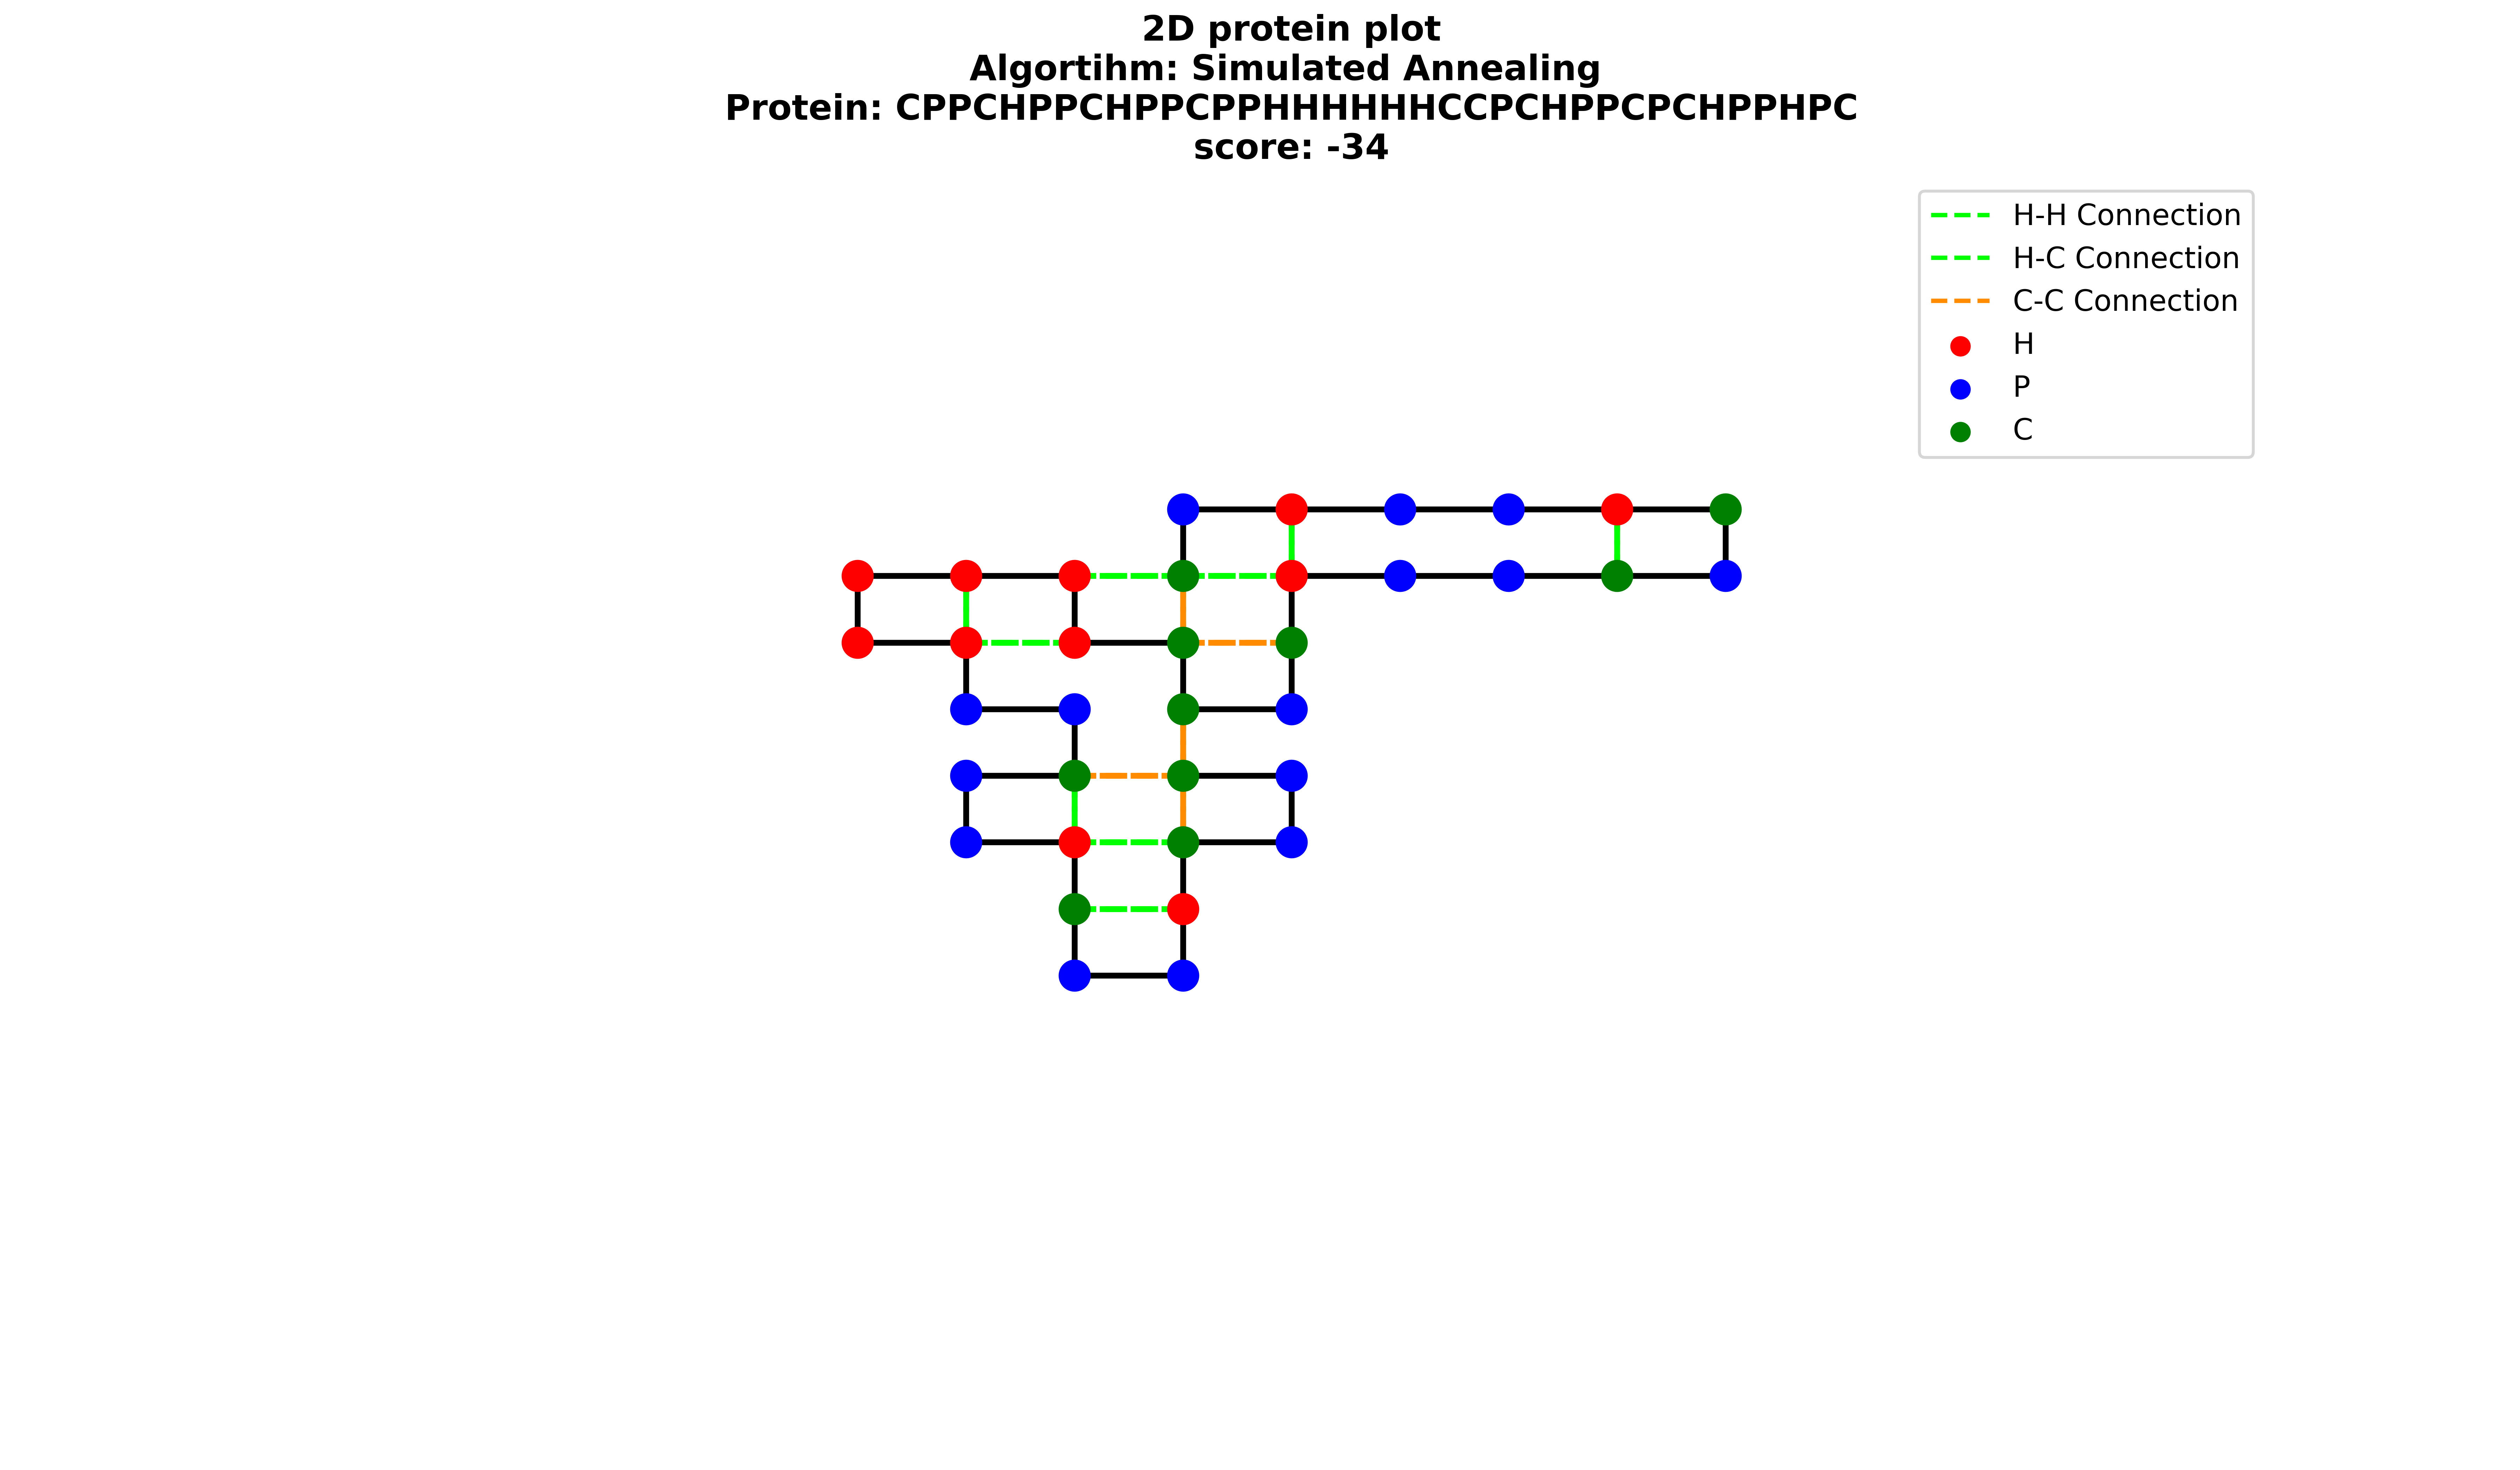 2D protein plot
Algortihm: Simulated Annealing
Protein: CPPCHPPCHPPCPPHHHHHHCCPCHPPCPCHPPHPC
score: -34
H-H Connection
H-C Connection
C-C Connection
H
P
C